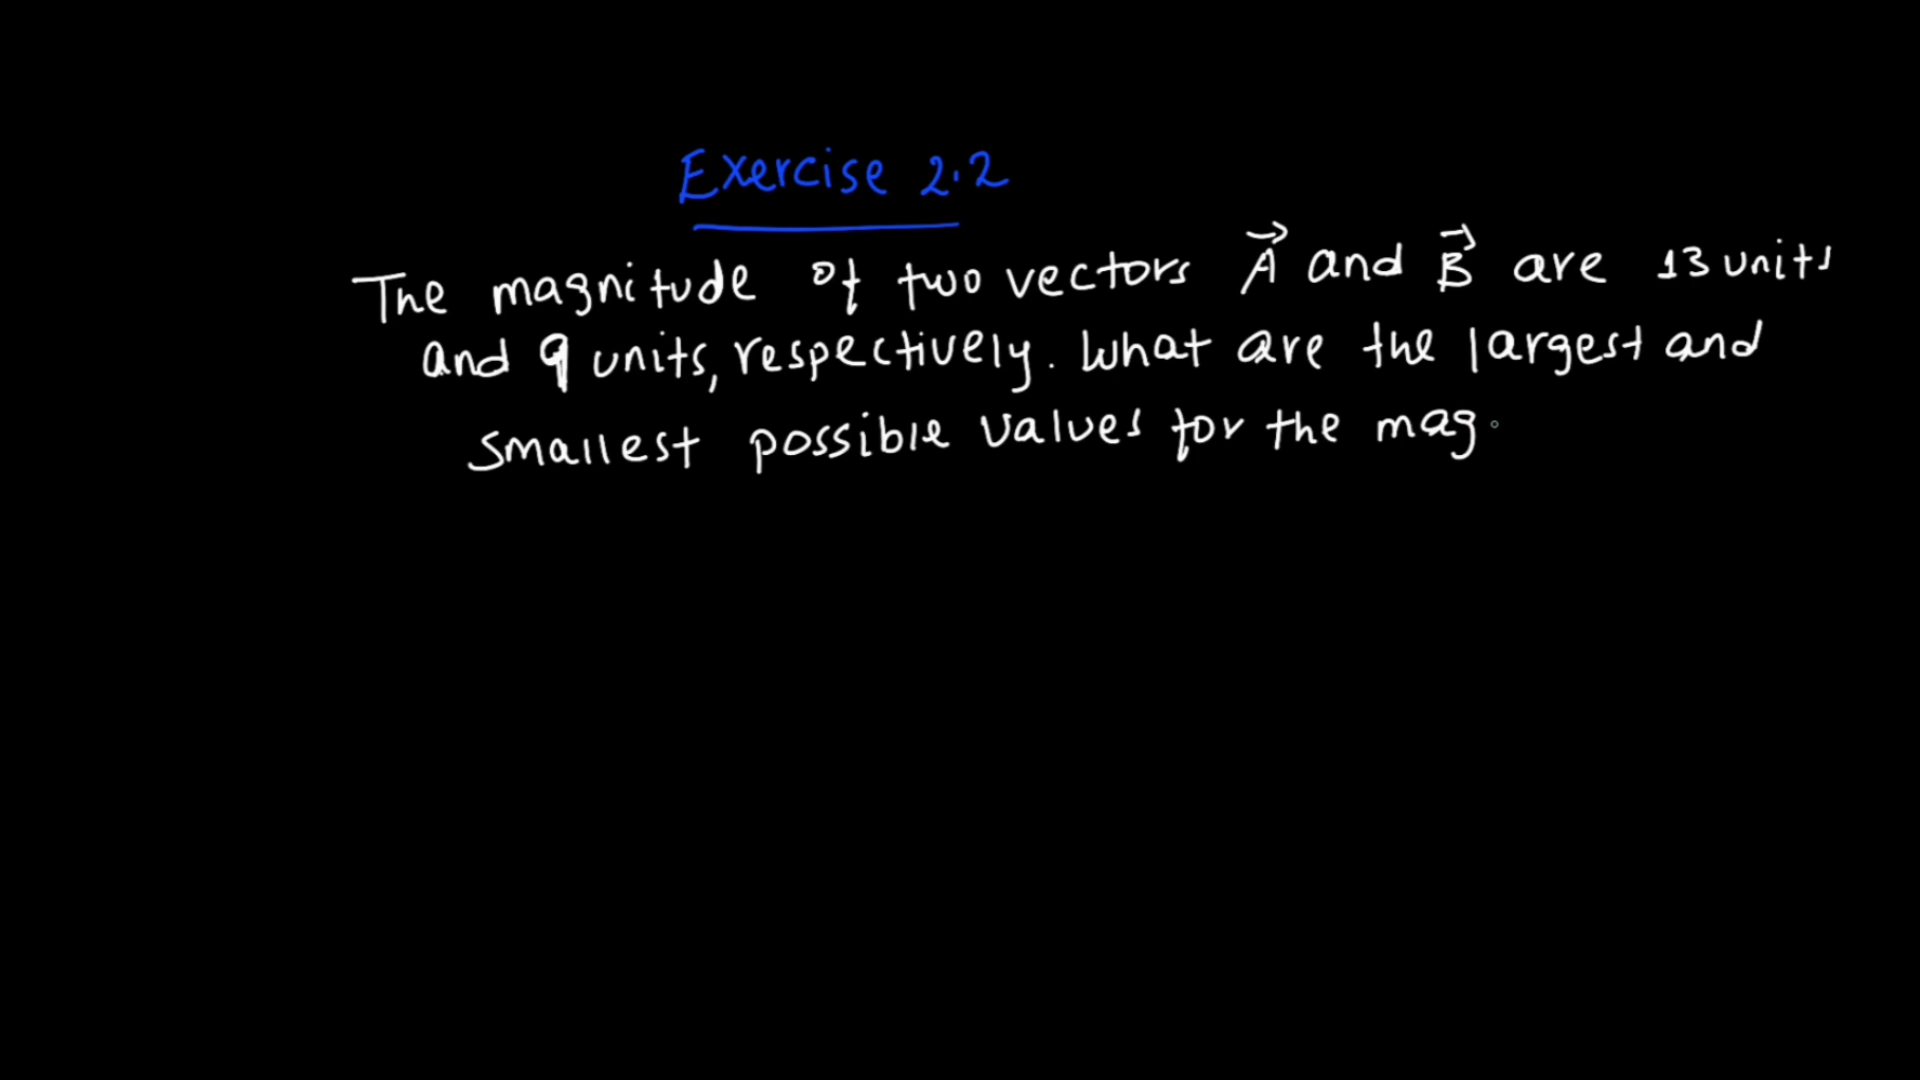 Exercise 2.2
The magnitude of two vectors A⃗ and B⃗ are 13 units
and 9 units, respectively. What are the largest and
smallest possible values for the mag